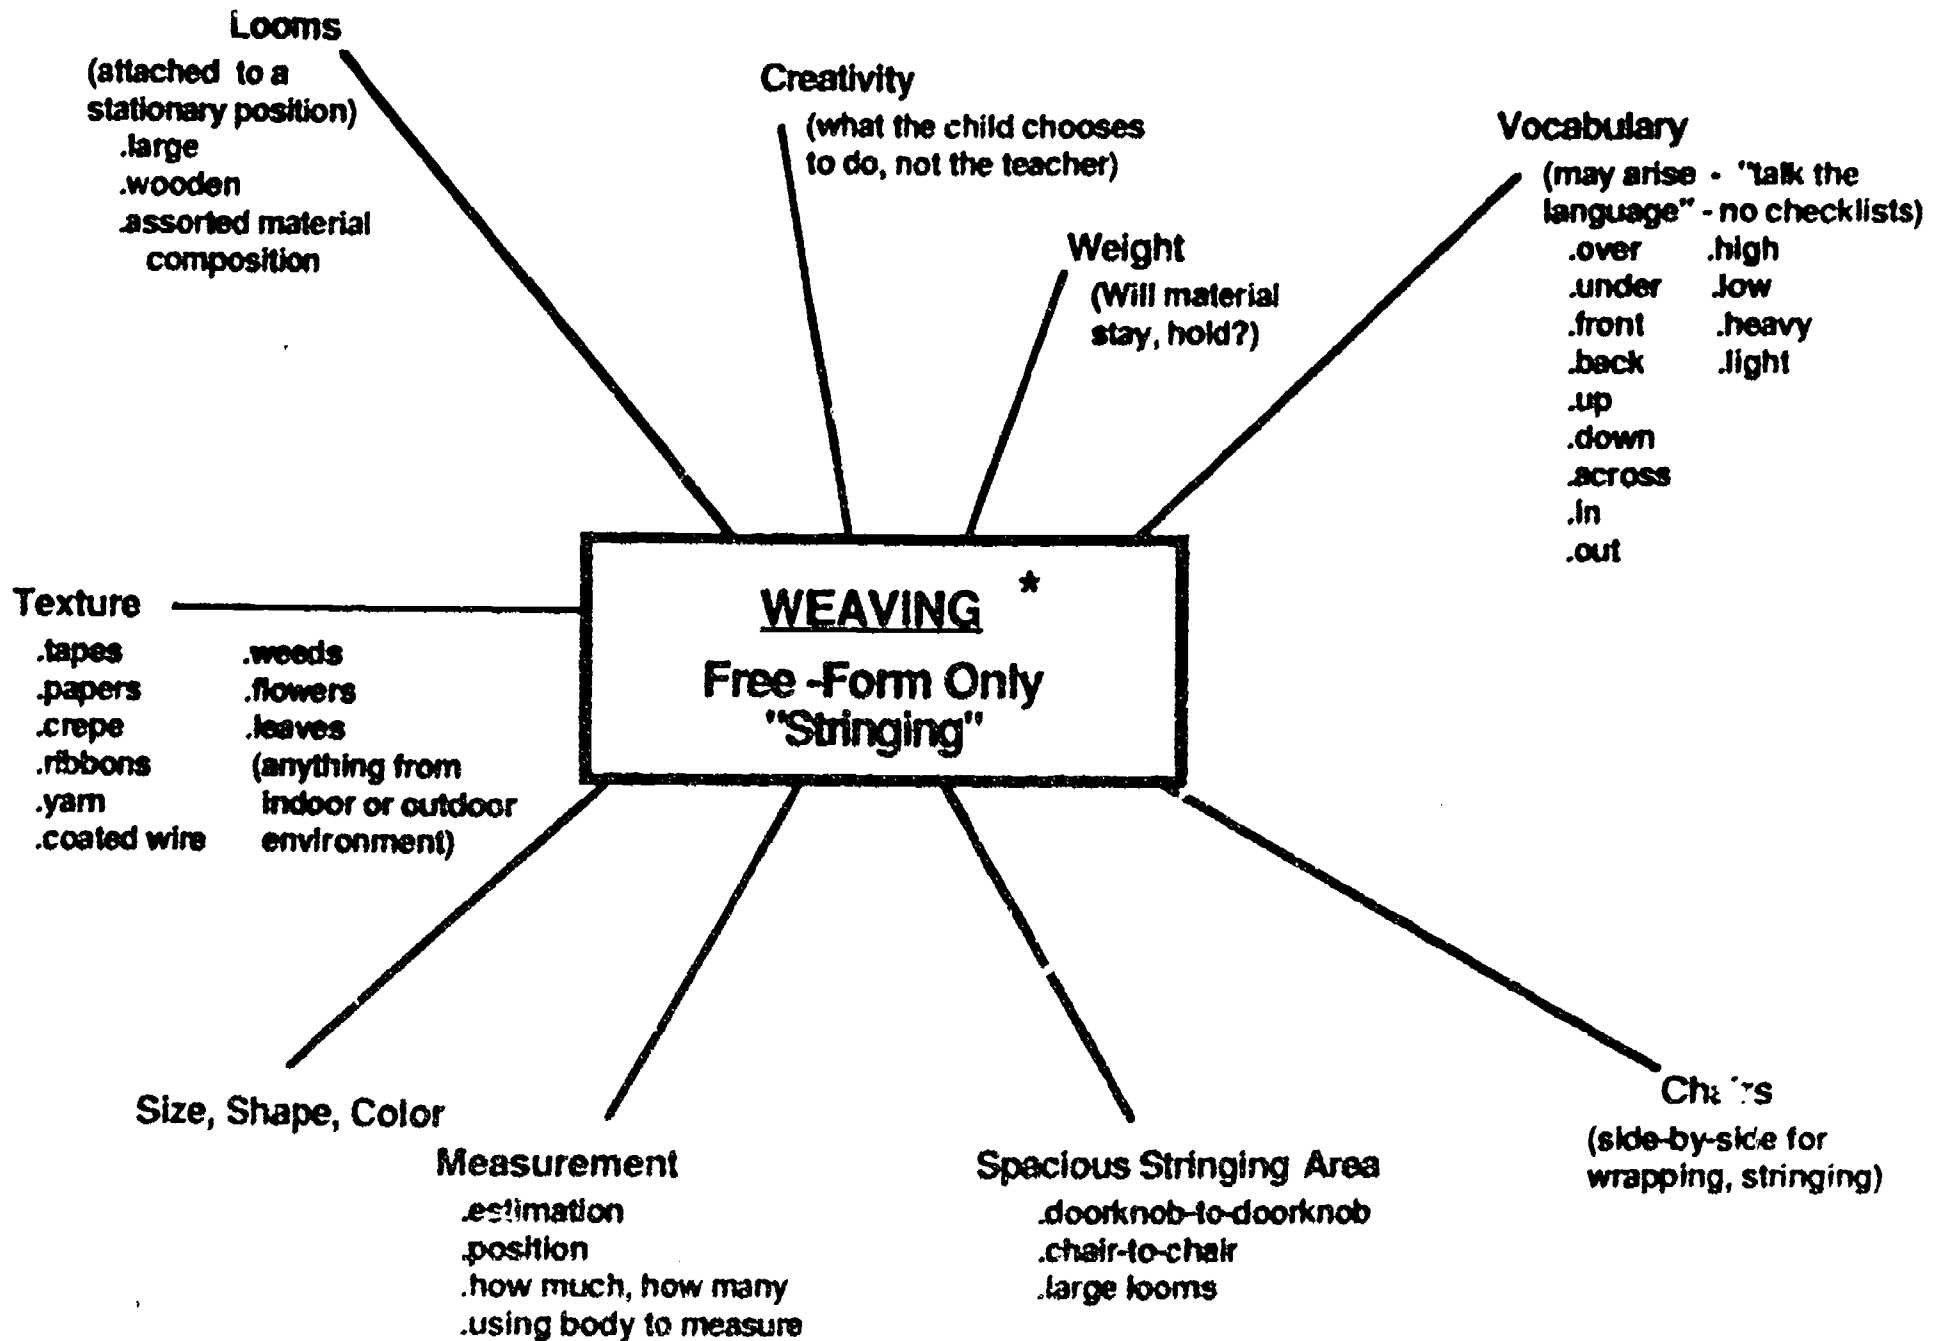 Looms
(attached to a
stationary position)
.large
.wooden
.assorted material
composition
Creativity
(what the child chooses
to do, not the teacher)
Weight
(Will material
stay, hold?)
Vocabulary
(may arise - "talk the
language" - no checklists)
.over .high
.under .low
.front .heavy
.back .light
.up
.down
.across
.in
.out
WEAVING *
Free -Form Only
"Stringing"
Texture
.tapes .weeds
.papers .flowers
.crepe .leaves
.ribbons (anything from
.yarn indoor or outdoor
.coated wire environment)
Size, Shape, Color
Measurement
.estimation
.position
.how much, how many
.using body to measure
Spacious Stringing Area
.doorknob-to-doorknob
.chair-to-chair
.large looms
Chairs
(side-by-side for
wrapping, stringing)